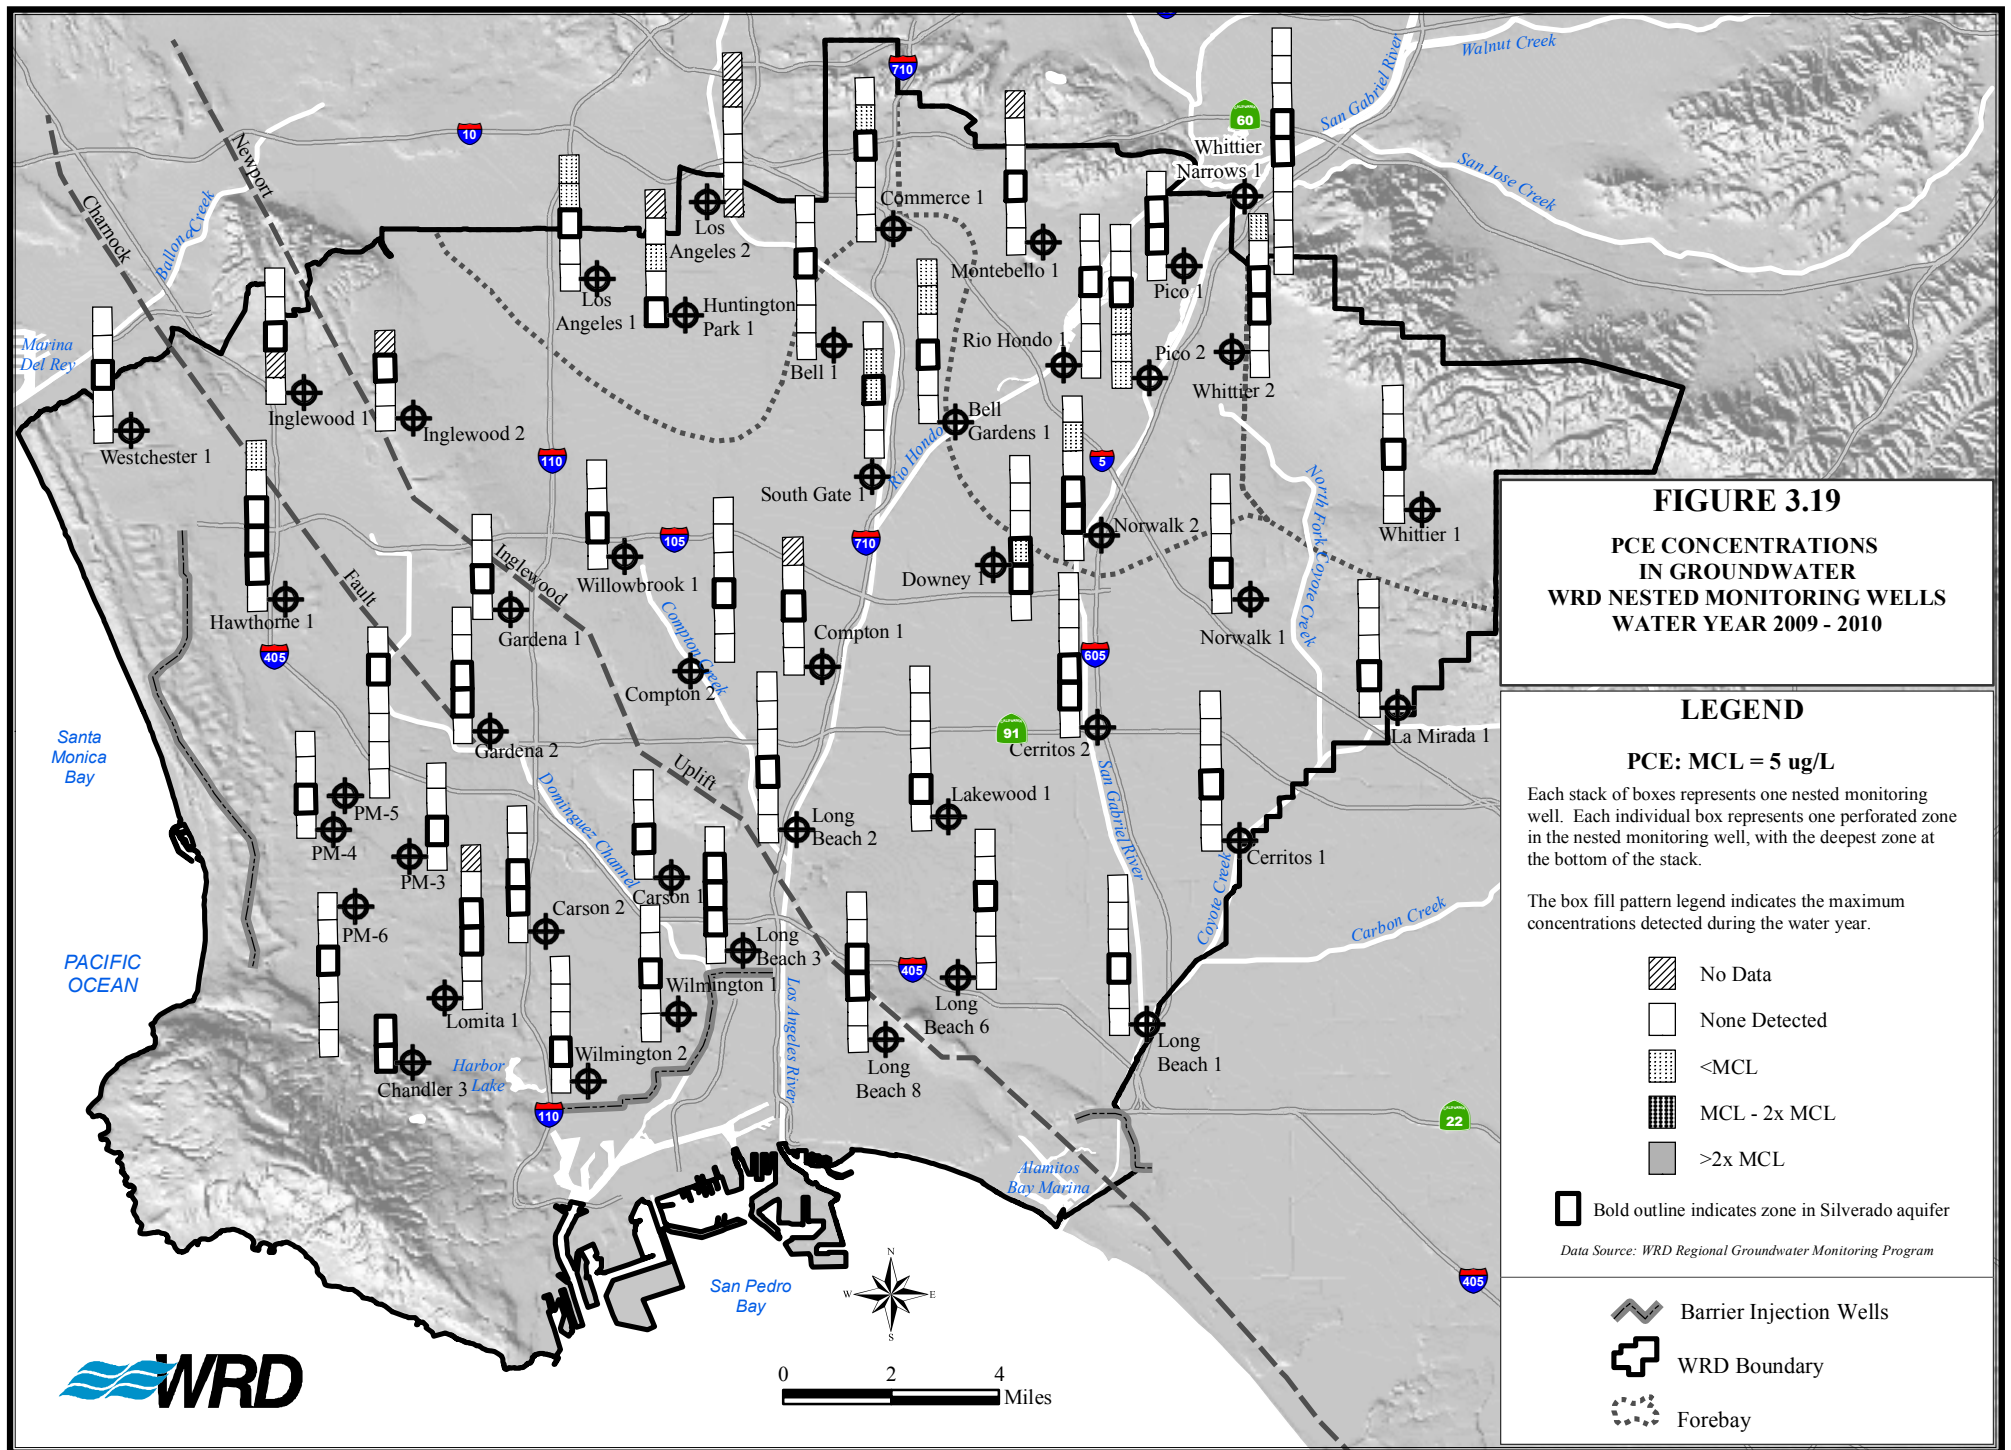 710
Walnut Creek
San Gabriel River
60
10
Whittier
Narrows 1
San Jose Creek
Newport
Charnock
Ballona Creek
Commerce 1
Los
Angeles 2
Montebello 1
Pico 1
Los
Angeles 1
Huntington
Park 1
Marina
Del Rey
Rio Hondo 1
Pico 2
Bell 1
Whittier 2
Inglewood 1
Inglewood 2
Bell
Gardens 1
Westchester 1
110
5
Rio Hondo
South Gate 1
North Fork Coyote Creek
Whittier 1
Norwalk 2
105
710
Inglewood
Willowbrook 1
Fault
Downey 1
Hawthorne 1
Gardena 1
Compton Creek
Compton 1
Norwalk 1
405
605
Compton 2
Gardena 2
91
Cerritos 2
La Mirada 1
Santa
Monica
Bay
Uplift
San Gabriel River
Dominguez Channel
PM-5
PM-4
Lakewood 1
Long
Beach 2
Cerritos 1
PM-3
Carson 1
Carson 2
Coyote Creek
Carbon Creek
PM-6
Long
Beach 3
PACIFIC
OCEAN
405
Wilmington 1
Los Angeles River
Lomita 1
Long
Beach 6
Long
Beach 1
Wilmington 2
Harbor
Lake
Chandler 3
Long
Beach 8
110
22
Alamitos
Bay Marina
San Pedro
Bay
N
W
E
S
405
WRD
0 2 4
Miles
FIGURE 3.19
PCE CONCENTRATIONS
IN GROUNDWATER
WRD NESTED MONITORING WELLS
WATER YEAR 2009 - 2010
LEGEND
PCE: MCL = 5 ug/L
Each stack of boxes represents one nested monitoring
well. Each individual box represents one perforated zone
in the nested monitoring well, with the deepest zone at
the bottom of the stack.
The box fill pattern legend indicates the maximum
concentrations detected during the water year.
No Data
None Detected
<MCL
MCL - 2x MCL
>2x MCL
Bold outline indicates zone in Silverado aquifer
Data Source: WRD Regional Groundwater Monitoring Program
Barrier Injection Wells
WRD Boundary
Forebay